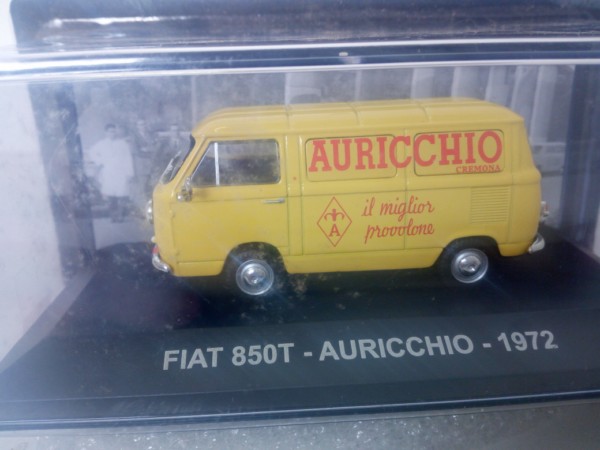 AURICCHIO
CREMONA
il miglior
provolone
A
FIAT 850T - AURICCHIO - 1972